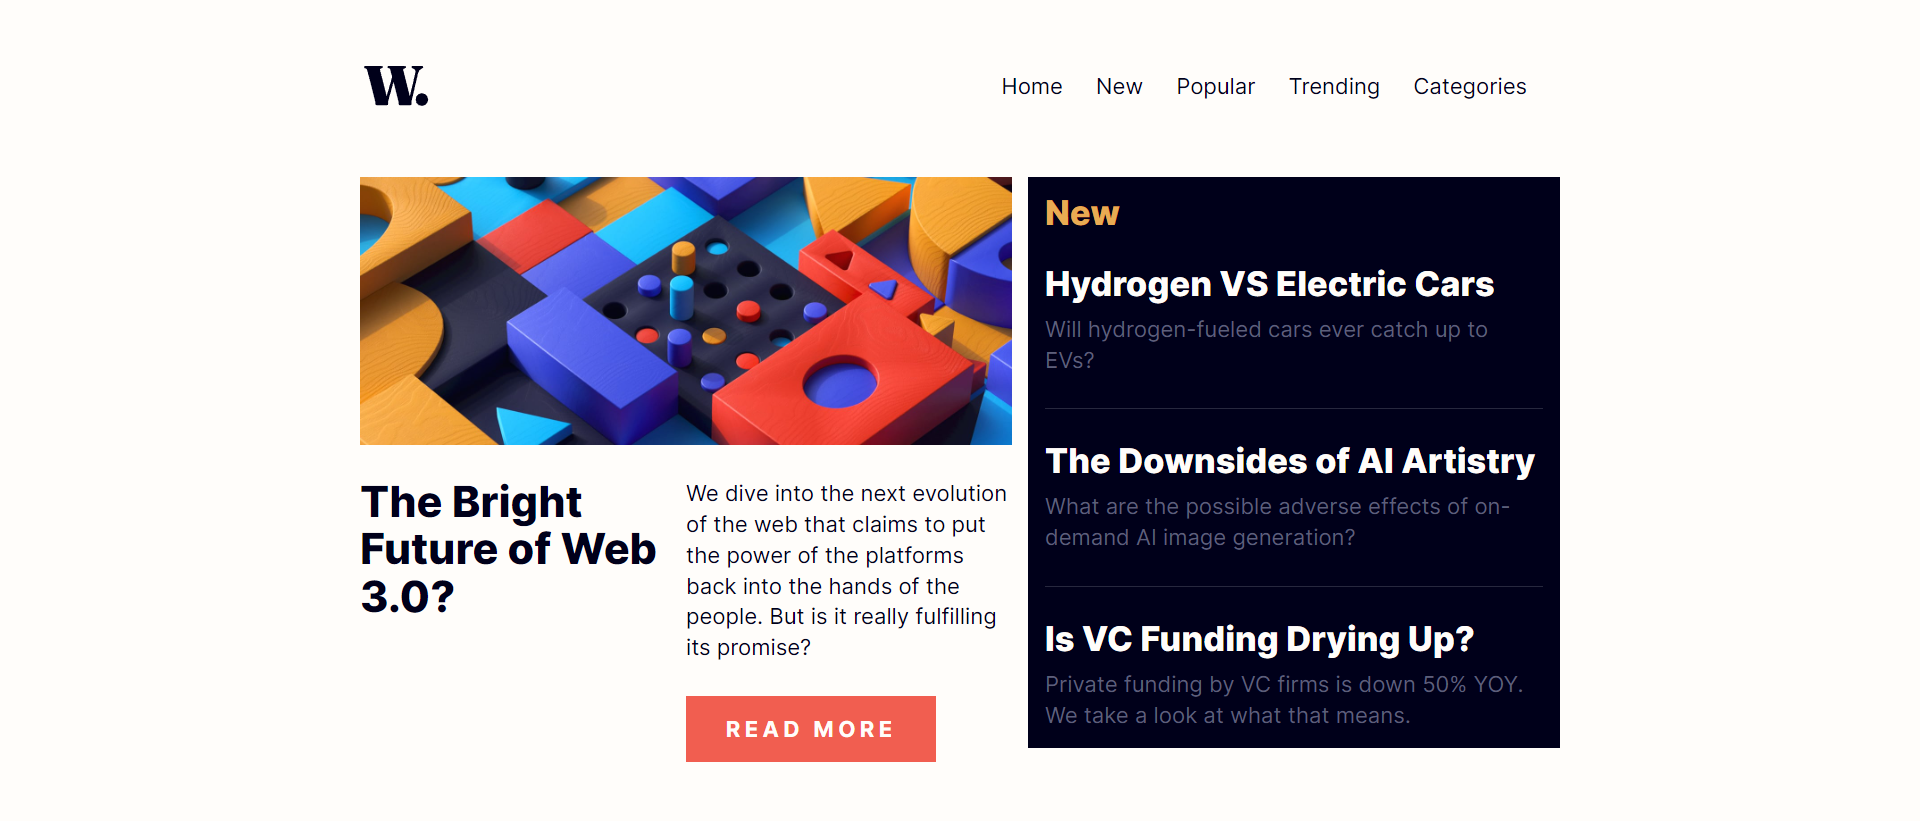 W.
Home New Popular Trending Categories
The Bright
Future of Web
3.0?
We dive into the next evolution
of the web that claims to put
the power of the platforms
back into the hands of the
people. But is it really fulfilling
its promise?
READ MORE
New
Hydrogen VS Electric Cars
Will hydrogen-fueled cars ever catch up to
EVs?
The Downsides of AI Artistry
What are the possible adverse effects of on-
demand AI image generation?
Is VC Funding Drying Up?
Private funding by VC firms is down 50% YOY.
We take a look at what that means.